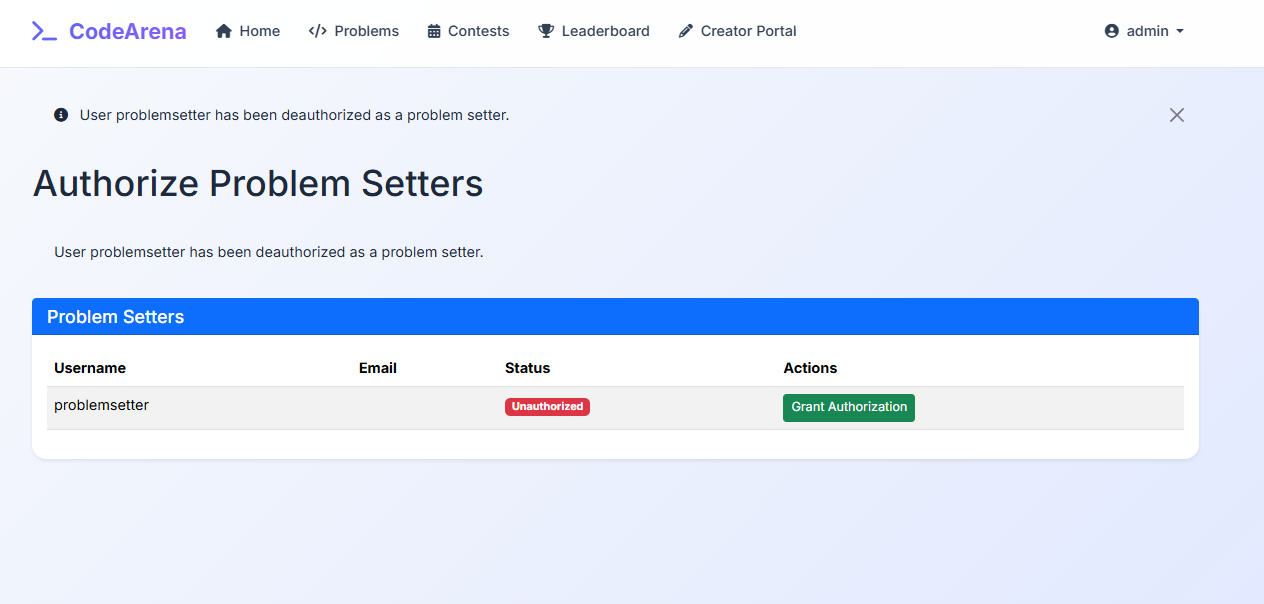 CodeArena Home Problems Contests Leaderboard Creator Portal admin
User problemsetter has been deauthorized as a problem setter.
Authorize Problem Setters
User problemsetter has been deauthorized as a problem setter.
Problem Setters
Username Email Status Actions
problemsetter Unauthorized Grant Authorization